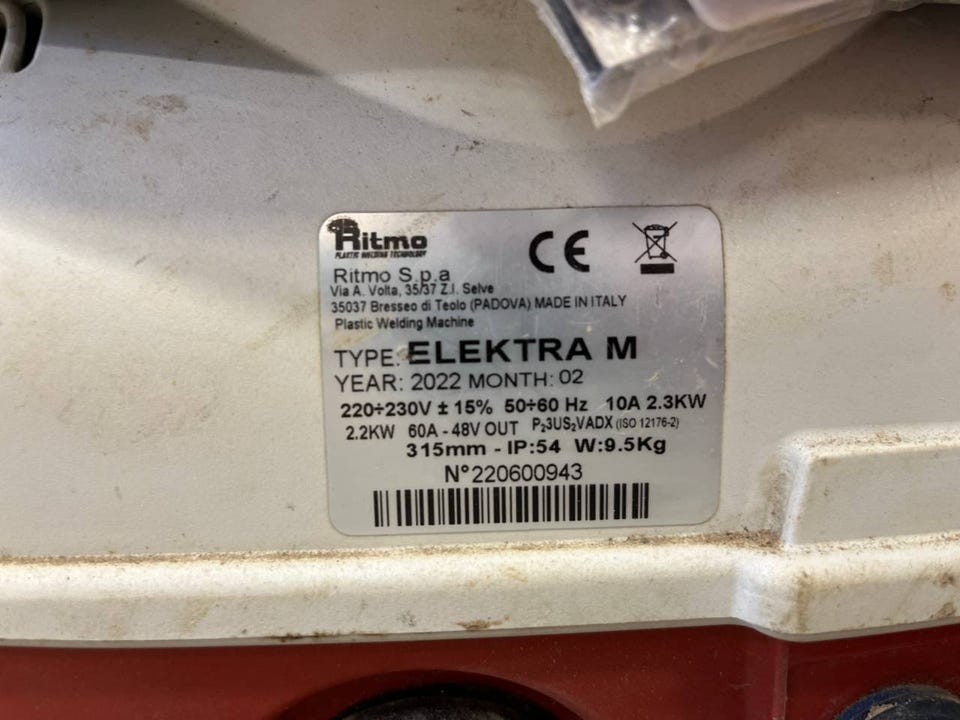 Ritmo
PLASTIC WELDING TECHNOLOGY
CE
Ritmo S.p.a
Via A. Volta, 35/37 Z.I. Selve
35037 Bresseo di Teolo (PADOVA) MADE IN ITALY
Plastic Welding Machine
TYPE: ELEKTRA M
YEAR: 2022 MONTH: 02
220÷230V ± 15% 50÷60 Hz 10A 2.3KW
2.2KW 60A - 48V OUT P₂3US₂VADX (ISO 12176-2)
315mm - IP:54 W:9.5Kg
N°220600943